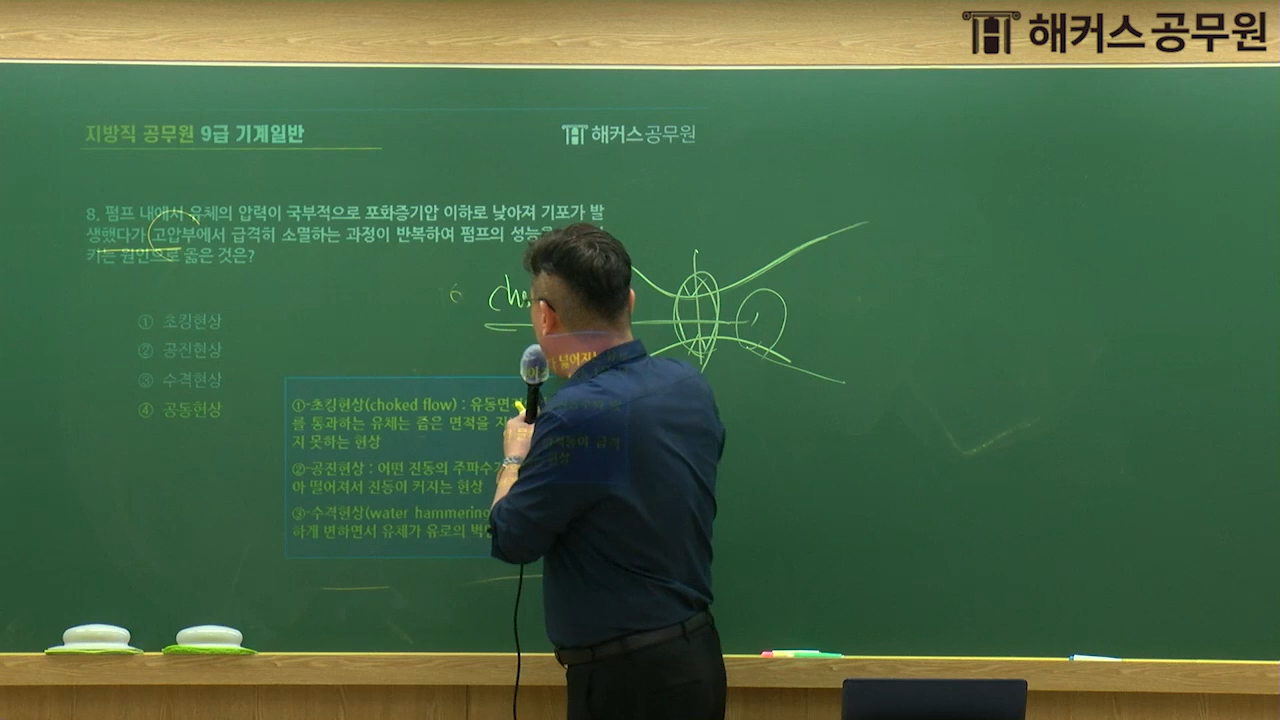 해커스공무원
지방직 공무원 9급 기계일반
해커스공무원
8. 펌프 내에서 유체의 압력이 국부적으로 포화증기압 이하로 낮아져 기포가 발
생했다가 고압부에서 급격히 소멸하는 과정이 반복하여 펌프의 성능을
키는 원인으로 옳은 것은?
① 초킹현상
② 공진현상
③ 수격현상
④ 공동현상
①-초킹현상(choked flow) : 유동면
를 통과하는 유체는 좁은 면적을 지
지 못하는 현상
②-공진현상 : 어떤 진동의 주파수가
아 떨어져서 진동이 커지는 현상
③-수격현상(water hammering
하게 변하면서 유체가 유로의 벽